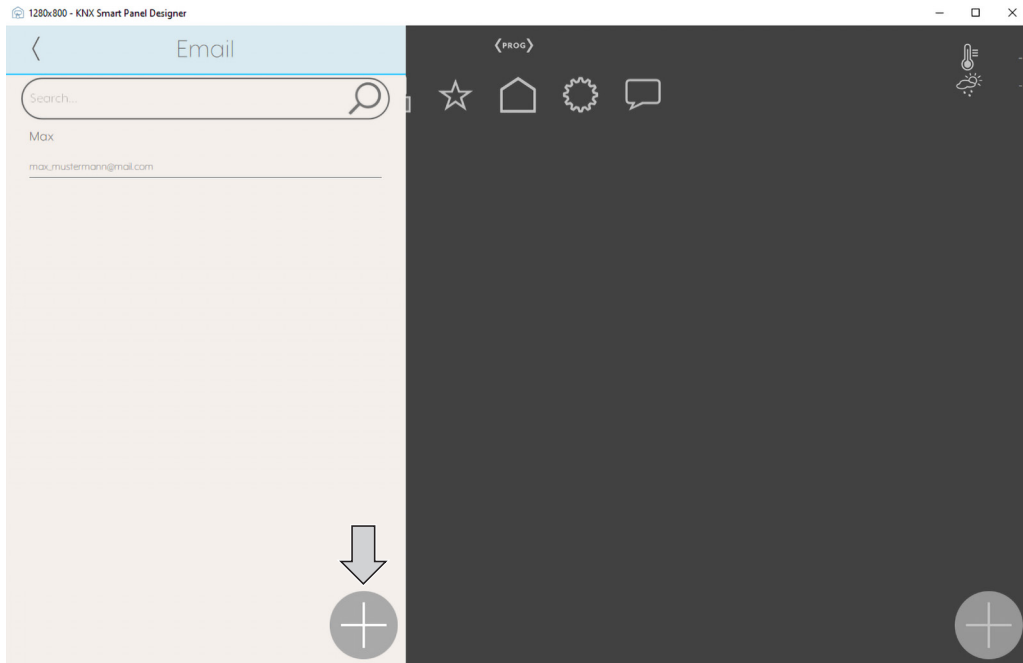 1280x800 - KNX Smart Panel Designer
Email
PROG
Search...
Max
max_mustermann@mail.com